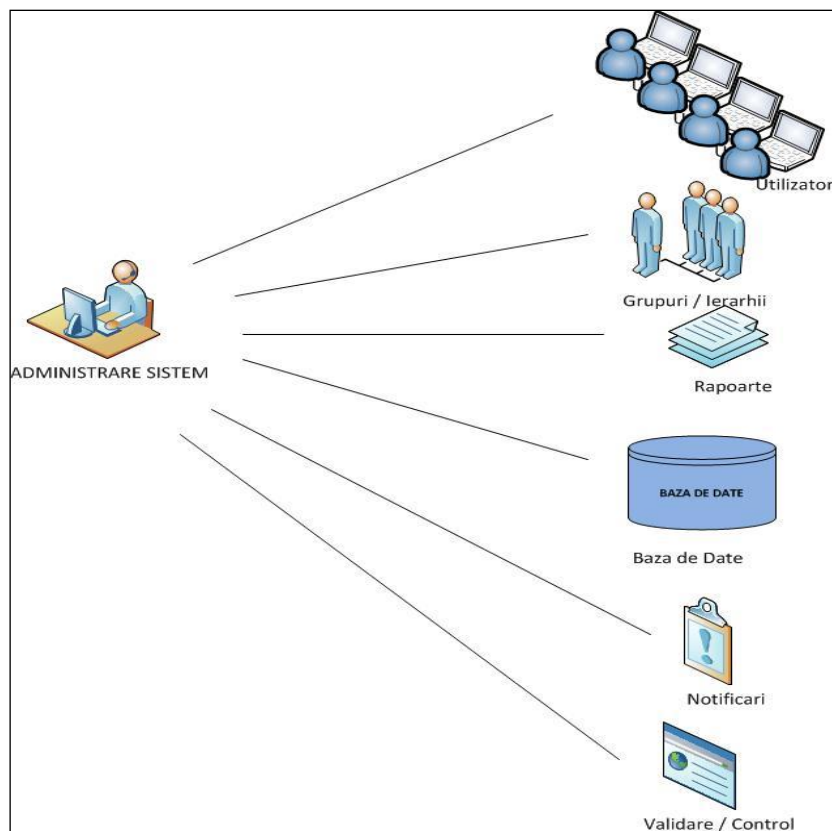 Utilizatori
Grupuri / Ierarhii
ADMINISTRARE SISTEM
Rapoarte
BAZA DE DATE
Baza de Date
Notificari
Validare / Control